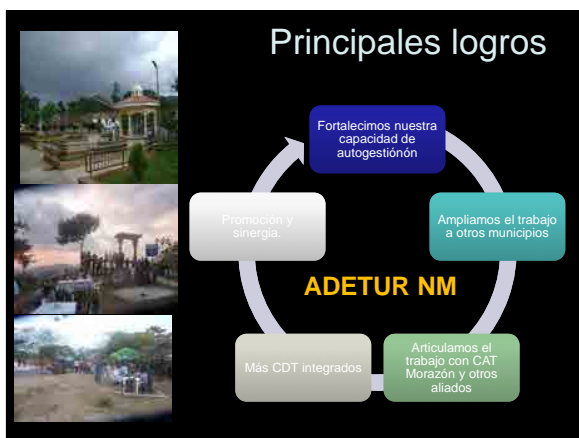 Principales logros
Fortalecimos nuestra
capacidad de
autogestiónón
Ampliamos el trabajo
a otros municipios
Articulamos el
trabajo con CAT
Morazón y otros
aliados
Más CDT integrados
Promoción y
sinergia.
ADETUR NM